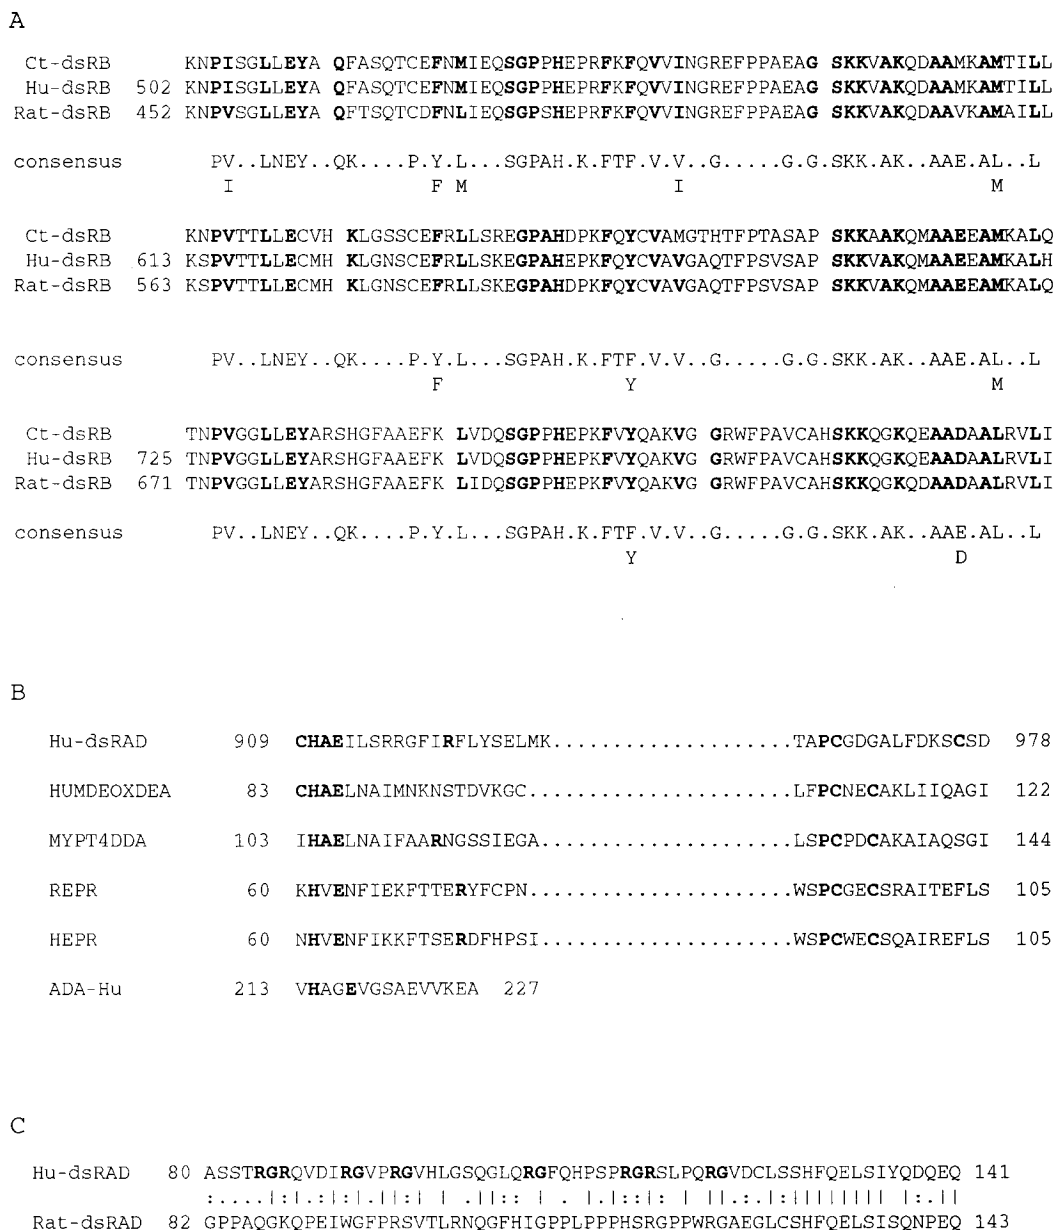 A
Ct-dsRB KNPISGLLEYA QFASQTCEFNMIEQSGPPHEPRFKFQVVINGREFPPAEAG SKKVAKQDAAMKAMTILL
Hu-dsRB 502 KNPISGLLEYA QFASQTCEFNMIEQSGPPHEPRFKFQVVINGREFPPAEAG SKKVAKQDAAMKAMTILL
Rat-dsRB 452 KNPVSGLLEYA QFTSQTCDFNLIEQSGPSHEPRFKFQVVINGREFPPAEAG SKKVAKQDAAVKAMAILL
consensus PV..LNEY..QK....P.Y.L...SGPAH.K.FTF.V.V..G.....G.G.SKK.AK..AAE.AL..L
I F M I M
Ct-dsRB KNPVTTLLECVH KLGSSCEFRLLSREGPAHDPKFQYCVAMGTHTFPTASAP SKKAAKQMAAEEAMKALQ
Hu-dsRB 613 KSPVTTLLECMH KLGNSCEFRLLSKEGPAHDPKFQYCVAVGAQTFPSVSAP SKKVAKQMAAEEAMKALH
Rat-dsRB 563 KSPVTTLLECMH KLGNSCEFRLLSKEGPAHDPKFQYCVAVGAQTFPSVSAP SKKVAKQMAAEEAMKALQ
consensus PV..LNEY..QK....P.Y.L...SGPAH.K.FTF.V.V..G.....G.G.SKK.AK..AAE.AL..L
F Y M
Ct-dsRB TNPVGGLLEYARSHGFAAEFK LVDQSGPPHEPKFVYQAKVG GRWFPAVCAHSKKQGKQEAADAALRVLI
Hu-dsRB 725 TNPVGGLLEYARSHGFAAEFK LVDQSGPPHEPKFVYQAKVG GRWFPAVCAHSKKQGKQEAADAALRVLI
Rat-dsRB 671 TNPVGGLLEYARSHGFAAEFK LIDQSGPPHEPKFVYQAKVG GRWFPAVCAHSKKQGKQDAADAALRVLI
consensus PV..LNEY..QK....P.Y.L...SGPAH.K.FTF.V.V..G.....G.G.SKK.AK..AAE.AL..L
Y D
B
Hu-dsRAD 909 CHAEILSRRGFIRFLYSELMK....................TAPCGDGALFDKSCSD 978
HUMDEOXDEA 83 CHAELNAIMNKNSTDVKGC......................LFPCNECAKLIIQAGI 122
MYPT4DDA 103 IHAELNAIFAARNGSSIEGA.....................LSPCPDCAKAIAQSGI 144
REPR 60 KHVENFIEKFTTERYFCPN......................WSPCGECSRAITEFLS 105
HEPR 60 NHVENFIKKFTSERDFHPSI.....................WSPCWECSQAIREFLS 105
ADA-Hu 213 VHAGEVGSAEVVKEA 227
C
Hu-dsRAD 80 ASSTRGRQVDIRGVPRGVHLGSQGLQRGFQHPSPRGRSLPQRGVDCLSSHFQELSIYQDQEQ 141
Rat-dsRAD 82 GPPAQGKQPEIWGFPRSVTLRNQGFHIGPPLPPPHSRGPPWRGAEGLCSHFQELSISQNPEQ 143